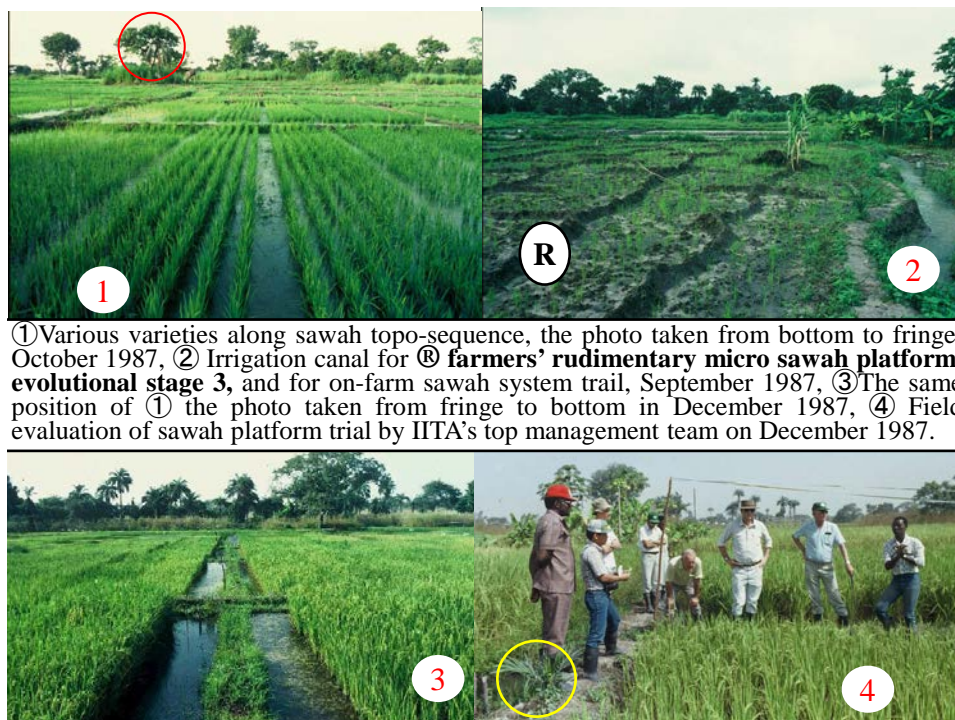 1
R
2
①Various varieties along sawah topo-sequence, the photo taken from bottom to fringe
October 1987, ② Irrigation canal for ® farmers’ rudimentary micro sawah platform
evolutional stage 3, and for on-farm sawah system trail, September 1987, ③The same
position of ① the photo taken from fringe to bottom in December 1987, ④ Field
evaluation of sawah platform trial by IITA’s top management team on December 1987.
3
4